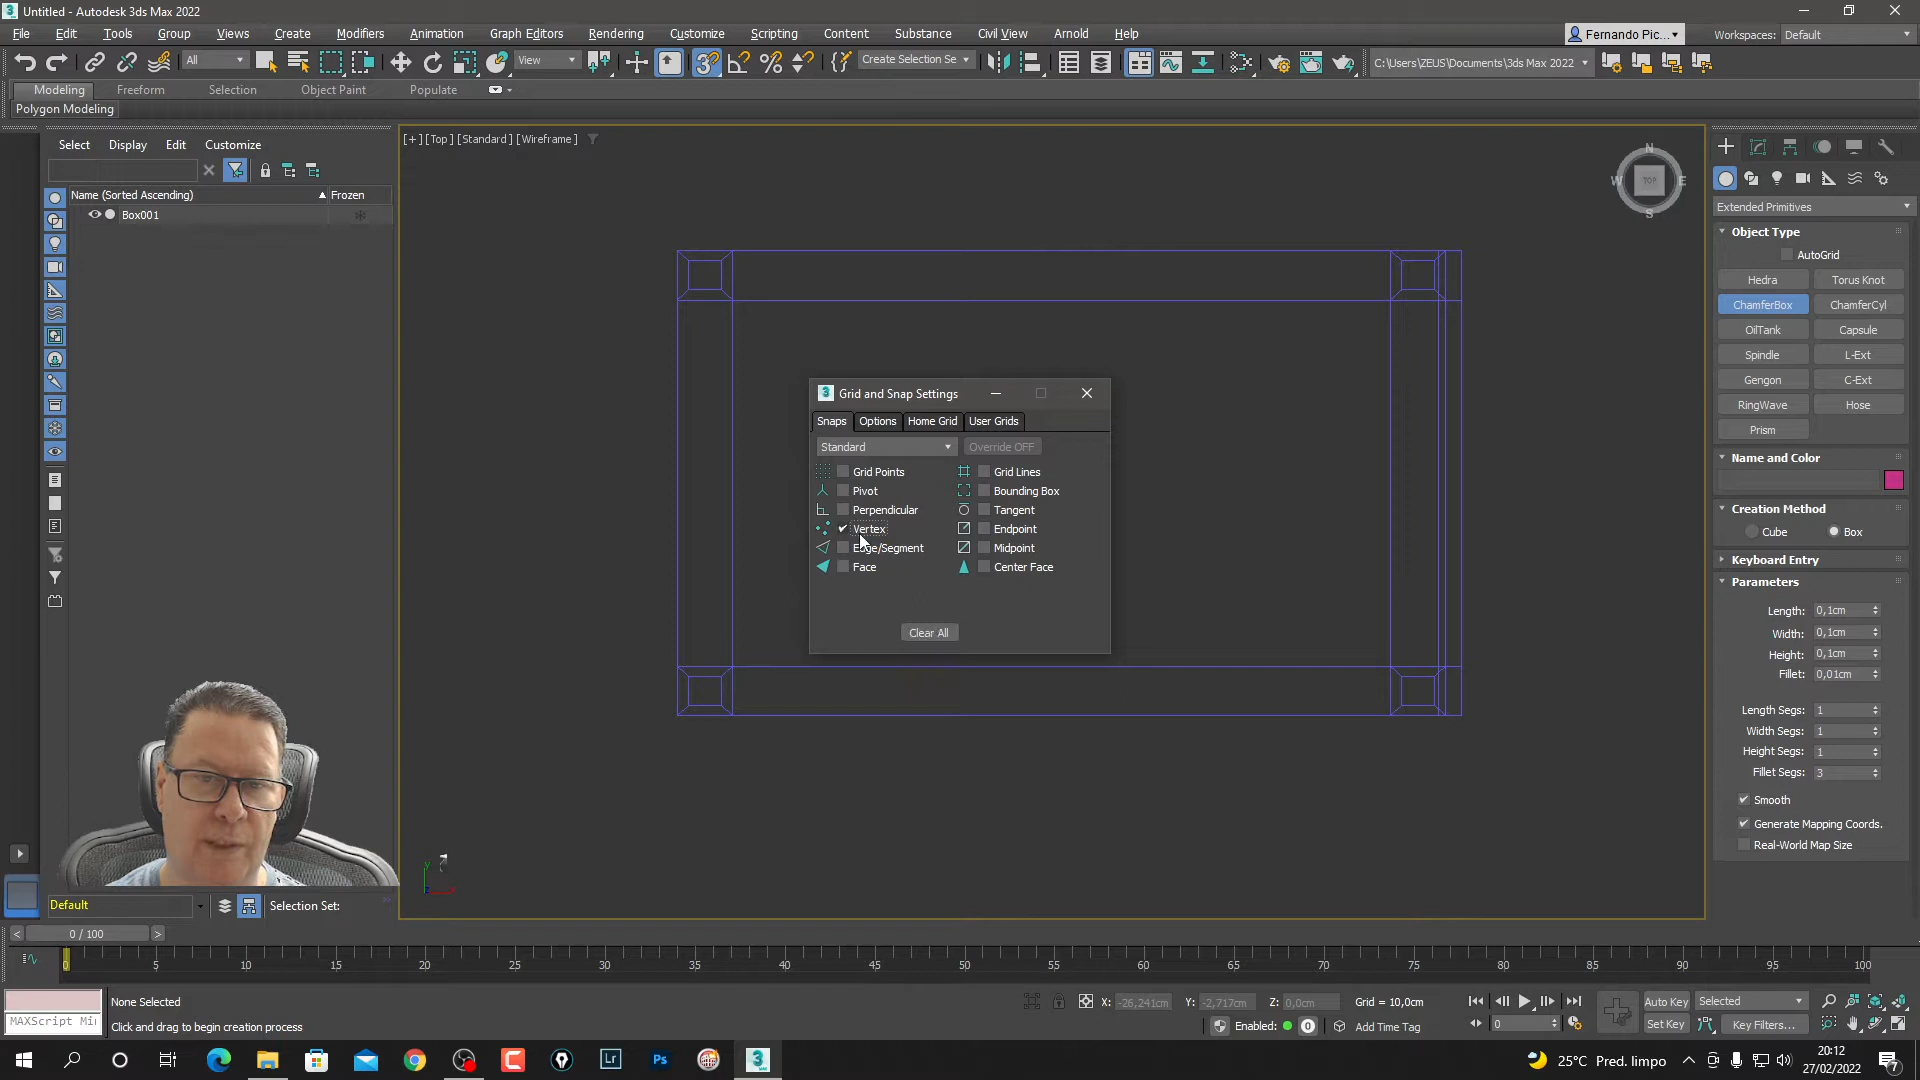 Untitled - Autodesk 3ds Max 2022
File Edit Tools Group Views Create Modifiers Animation Graph Editors Rendering Customize Scripting Content Substance Civil View Arnold Help
Fernando Pic...
Workspaces: Default
All
View
Create Selection Se
C:\Users\ZEUS\Documents\3ds Max 2022
Modeling Freeform Selection Object Paint Populate
Polygon Modeling
Select Display Edit Customize
Name (Sorted Ascending) Frozen
Box001
[+] [Top] [Standard] [Wireframe]
N
W TOP E
S
Extended Primitives
Object Type
AutoGrid
Hedra Torus Knot
ChamferBox ChamferCyl
OilTank Capsule
Spindle L-Ext
Gengon C-Ext
RingWave Hose
Prism
Name and Color
Creation Method
Cube Box
Keyboard Entry
Parameters
Length: 0,1cm
Width: 0,1cm
Height: 0,1cm
Fillet: 0,01cm
Length Segs: 1
Width Segs: 1
Height Segs: 1
Fillet Segs: 3
Smooth
Generate Mapping Coords.
Real-World Map Size
3 Grid and Snap Settings
Snaps Options Home Grid User Grids
Standard Override OFF
Grid Points Grid Lines
Pivot Bounding Box
Perpendicular Tangent
Vertex Endpoint
Edge/Segment Midpoint
Face Center Face
Clear All
y
z
Default
Selection Set:
< 0 / 100 >
0 5 10 15 20 25 30 35 40 45 50 55 60 65 70 75 80 85 90 95 100
None Selected
MAXScript Mi
Click and drag to begin creation process
X: -26,241cm Y: -2,717cm Z: 0,0cm Grid = 10,0cm
Enabled: 0 Add Time Tag
0
Auto Key Selected
Set Key Key Filters...
Lr Ps 3
25°C Pred. limpo
20:12
27/02/2022
7